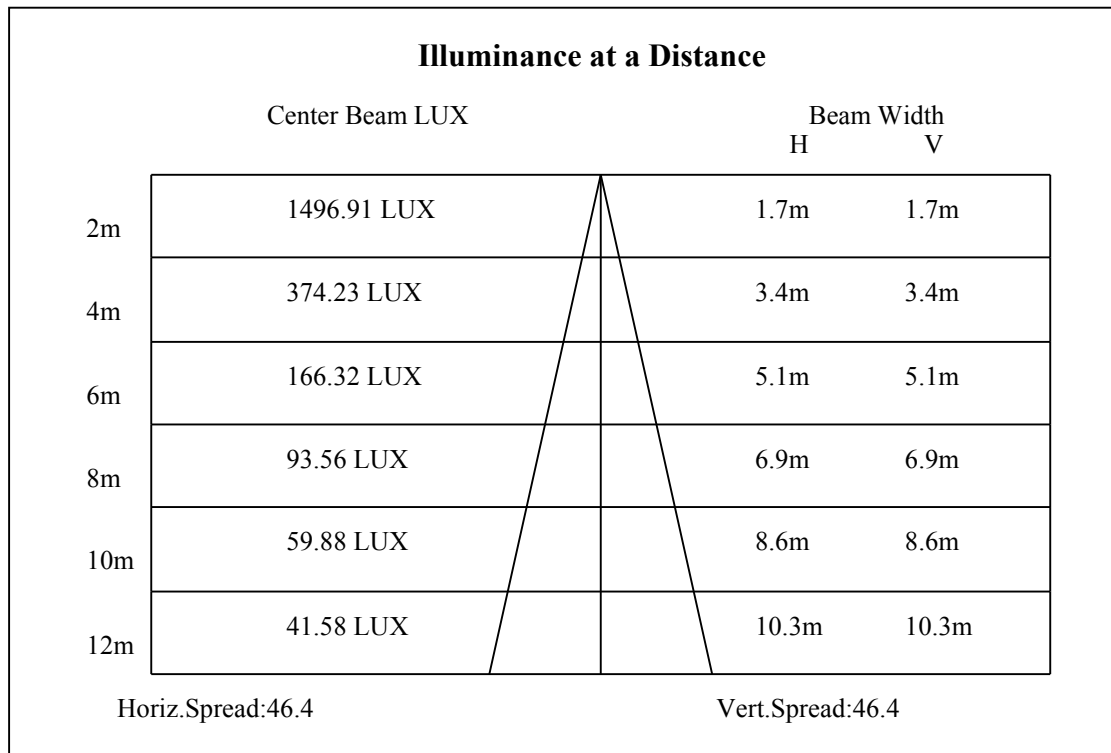 Illuminance at a Distance
Center Beam LUX Beam Width
H V
2m 1496.91 LUX 1.7m 1.7m
4m 374.23 LUX 3.4m 3.4m
6m 166.32 LUX 5.1m 5.1m
8m 93.56 LUX 6.9m 6.9m
10m 59.88 LUX 8.6m 8.6m
12m 41.58 LUX 10.3m 10.3m
Horiz.Spread:46.4 Vert.Spread:46.4